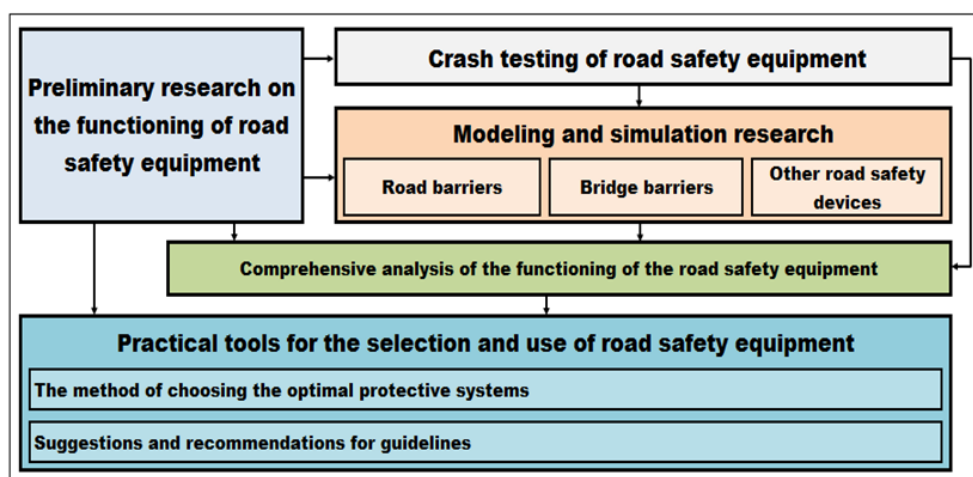 Preliminary research on
the functioning of road
safety equipment
Crash testing of road safety equipment
Modeling and simulation research
Road barriers
Bridge barriers
Other road safety
devices
Comprehensive analysis of the functioning of the road safety equipment
Practical tools for the selection and use of road safety equipment
The method of choosing the optimal protective systems
Suggestions and recommendations for guidelines